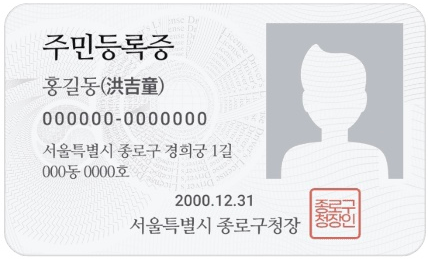 주민등록증
홍길동(洪吉童)
000000-0000000
서울특별시 종로구 경희궁 1길
000동 0000호
2000.12.31
서울특별시 종로구청장
종로구
청장인